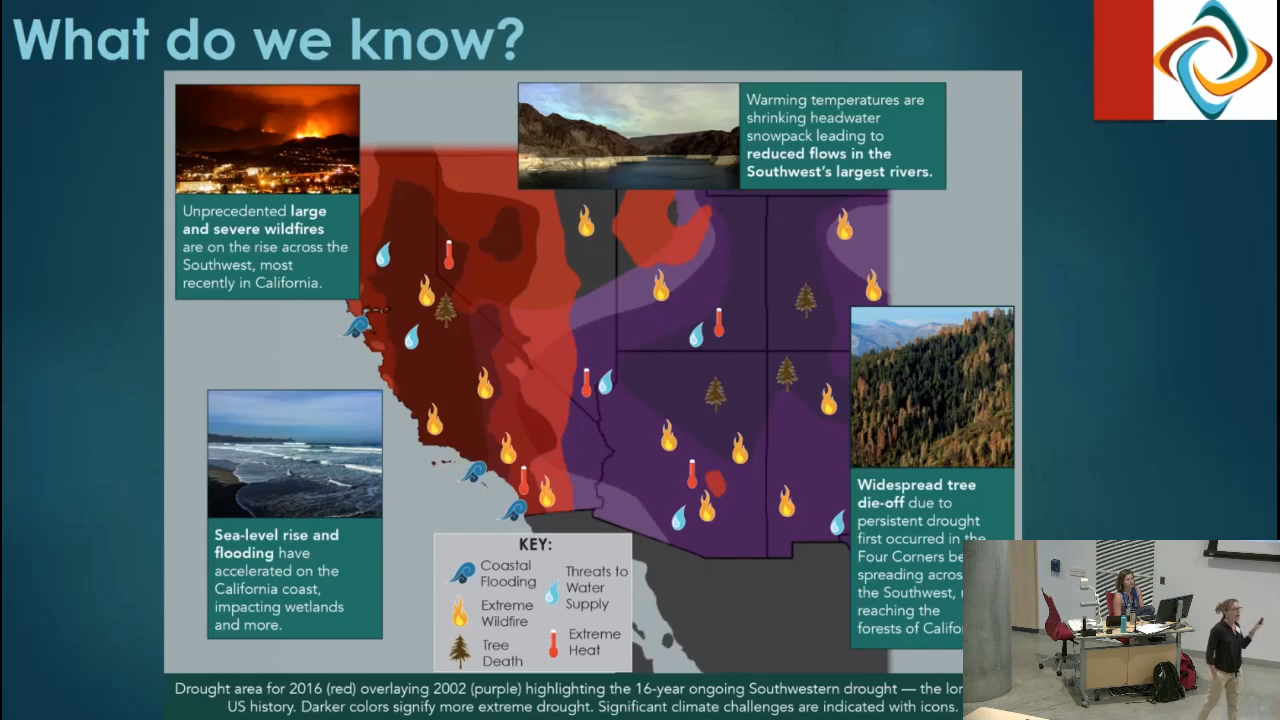 What do we know?
Unprecedented large
and severe wildfires
are on the rise across the
Southwest, most
recently in California.
Warming temperatures are
shrinking headwater
snowpack leading to
reduced flows in the
Southwest's largest rivers.
Sea-level rise and
flooding have
accelerated on the
California coast,
impacting wetlands
and more.
KEY:
Coastal
Flooding
Extreme
Wildfire
Tree
Death
Threats to
Water
Supply
Extreme
Heat
Widespread tree
die-off due to
persistent drought
first occurred in the
Four Corners
spreading
the Southwest,
reaching the
forests of
Drought area for 2016 (red) overlaying 2002 (purple) highlighting the 16-year ongoing Southwestern drought — the
US history. Darker colors signify more extreme drought. Significant climate challenges are indicated with icons.